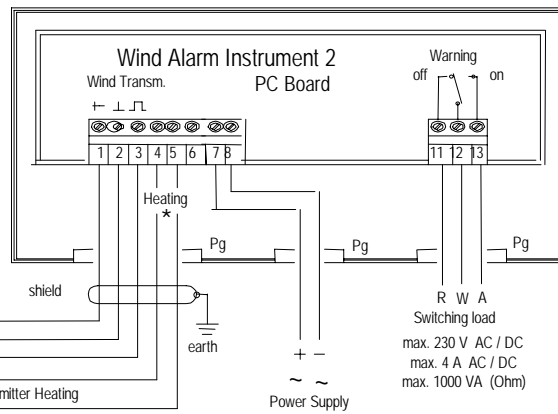 Wind Alarm Instrument 2
PC Board
Wind Transm.
Warning
off
on
1 2 3 4 5 6 7 8
11 12 13
Heating
*
Pg
Pg
Pg
shield
earth
R W A
Switching load
max. 230 V AC / DC
max. 4 A AC / DC
max. 1000 VA (Ohm)
+ −
~ ~
Power Supply
mitter Heating